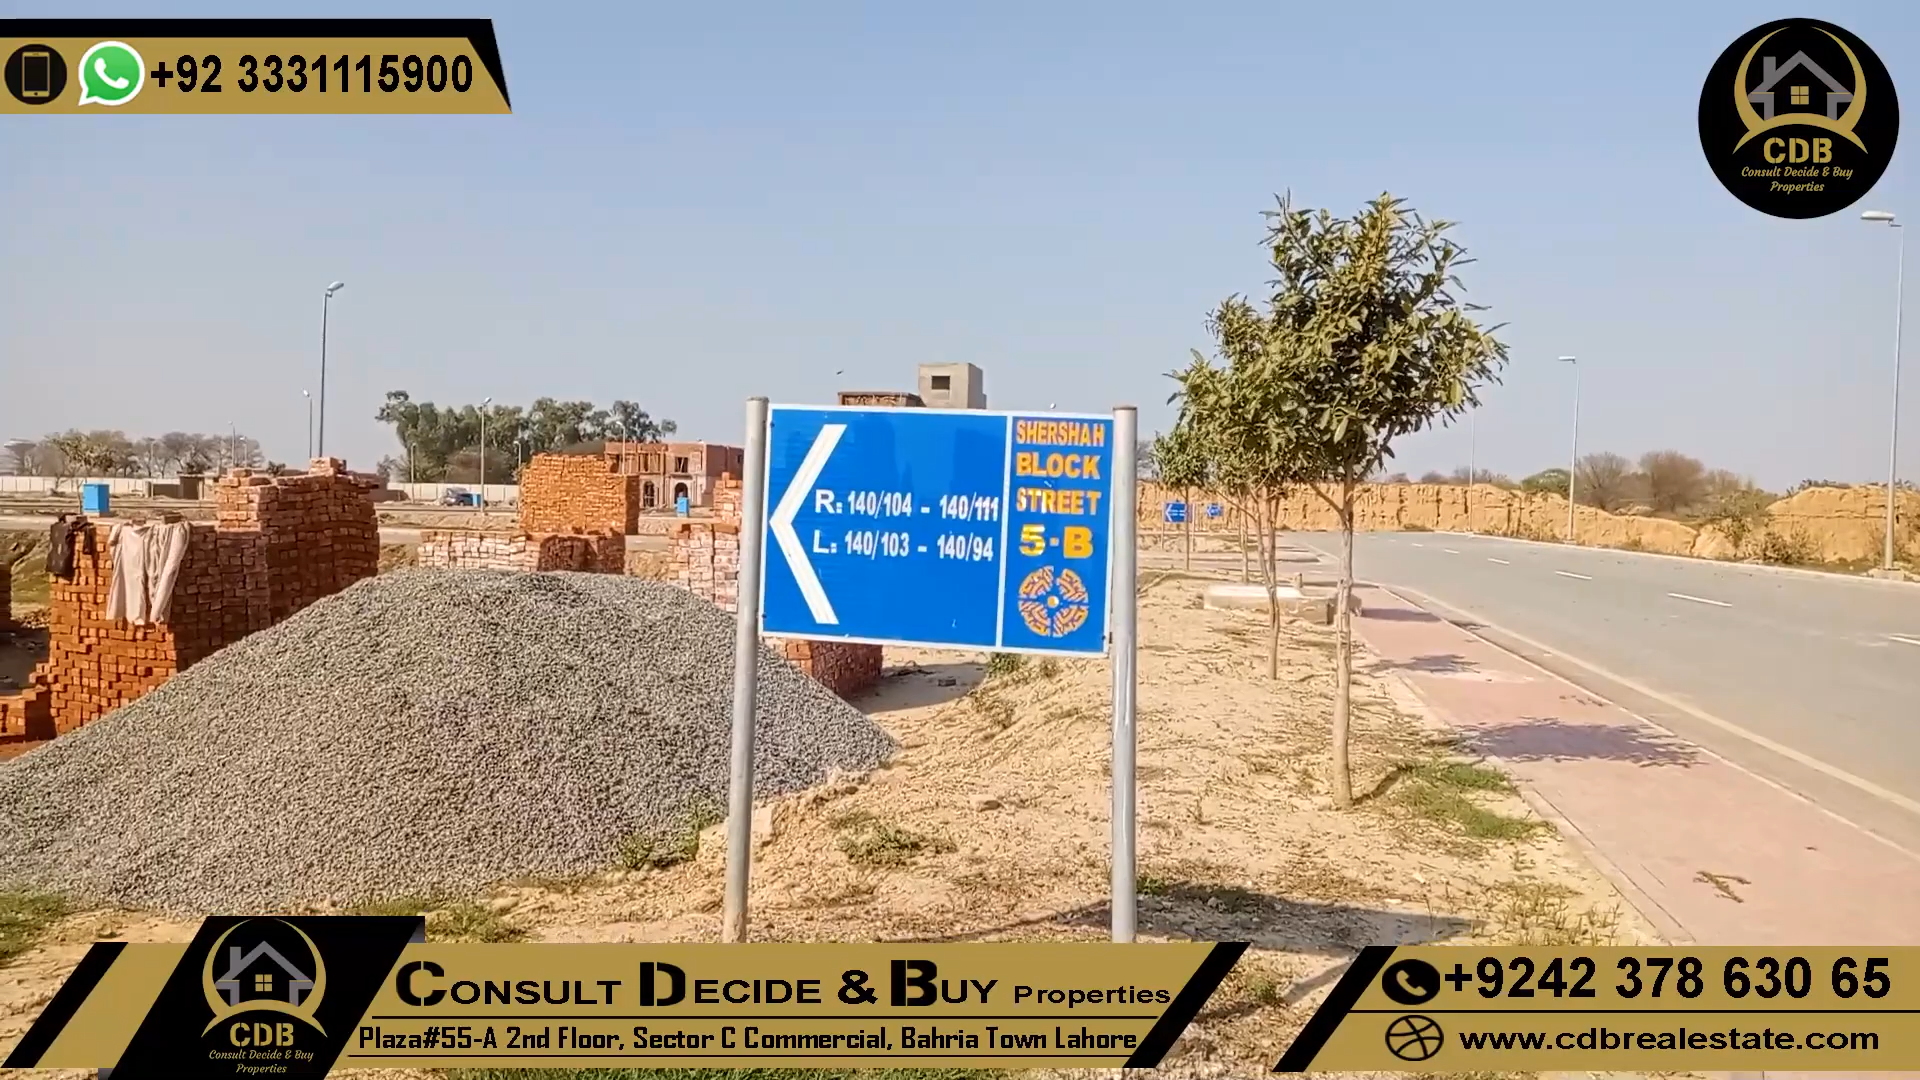 +92 3331115900
CDB
Consult Decide & Buy
Properties
SHERSHAH
BLOCK
STREET
5-B
R: 140/104 - 140/111
L: 140/103 - 140/94
CDB
Consult Decide & Buy
Properties
CONSULT DECIDE & BUY Properties
Plaza#55-A 2nd Floor, Sector C Commercial, Bahria Town Lahore
+9242 378 630 65
www.cdbrealestate.com